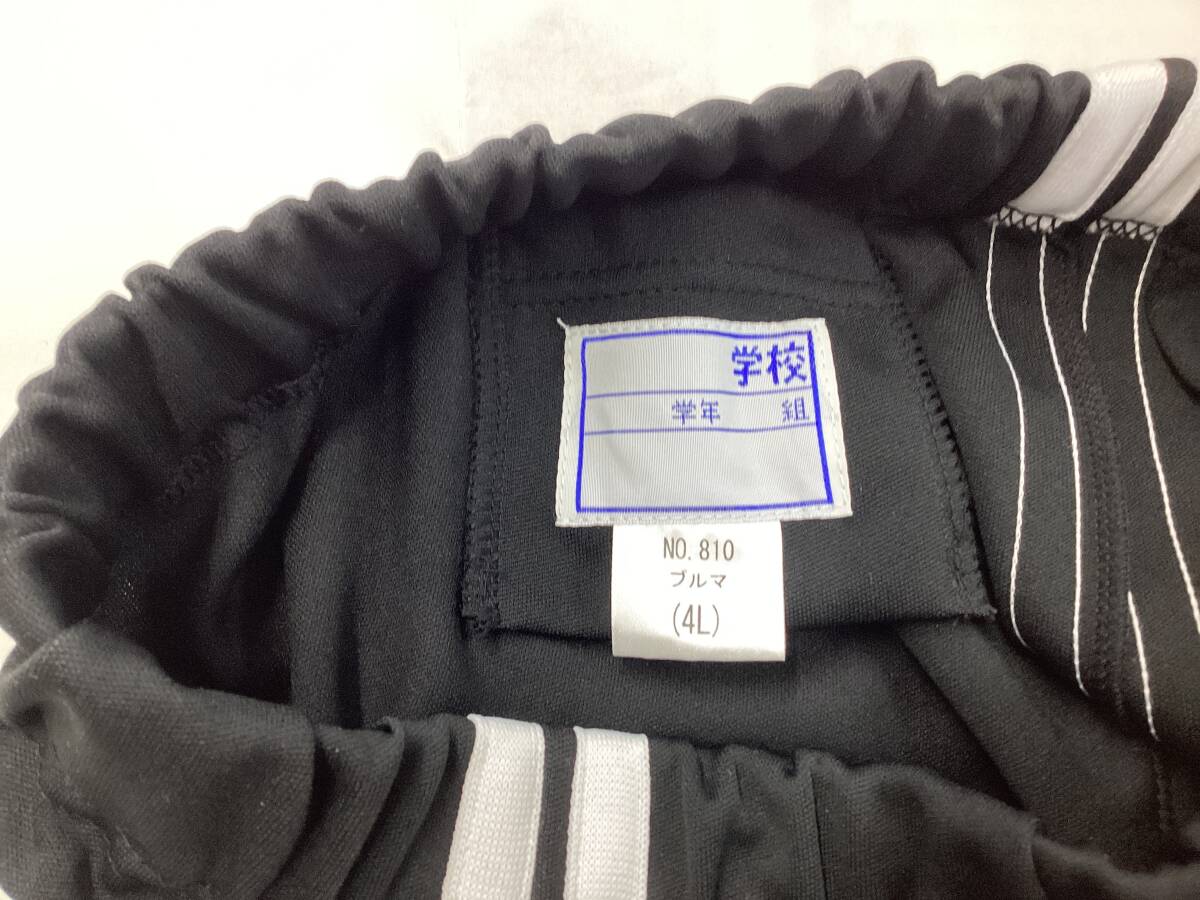 学校
学年 組
NO. 810
ブルマ
(4L)